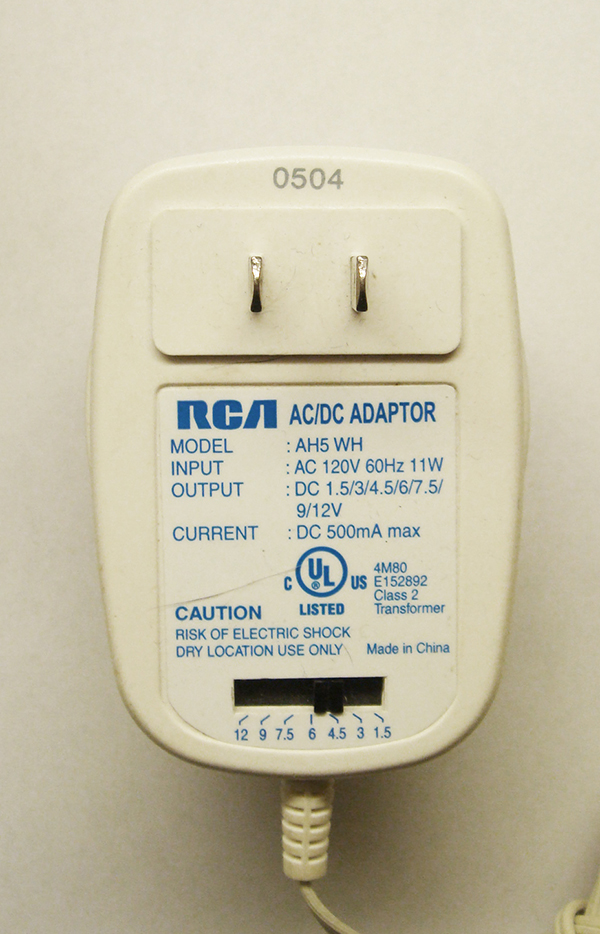 0504
RCA AC/DC ADAPTOR
MODEL : AH5 WH
INPUT : AC 120V 60Hz 11W
OUTPUT : DC 1.5/3/4.5/6/7.5/
9/12V
CURRENT : DC 500mA max
C UL ® US
LISTED
4M80
E152892
Class 2
Transformer
CAUTION
RISK OF ELECTRIC SHOCK
DRY LOCATION USE ONLY Made in China
12 9 7.5 6 4.5 3 1.5